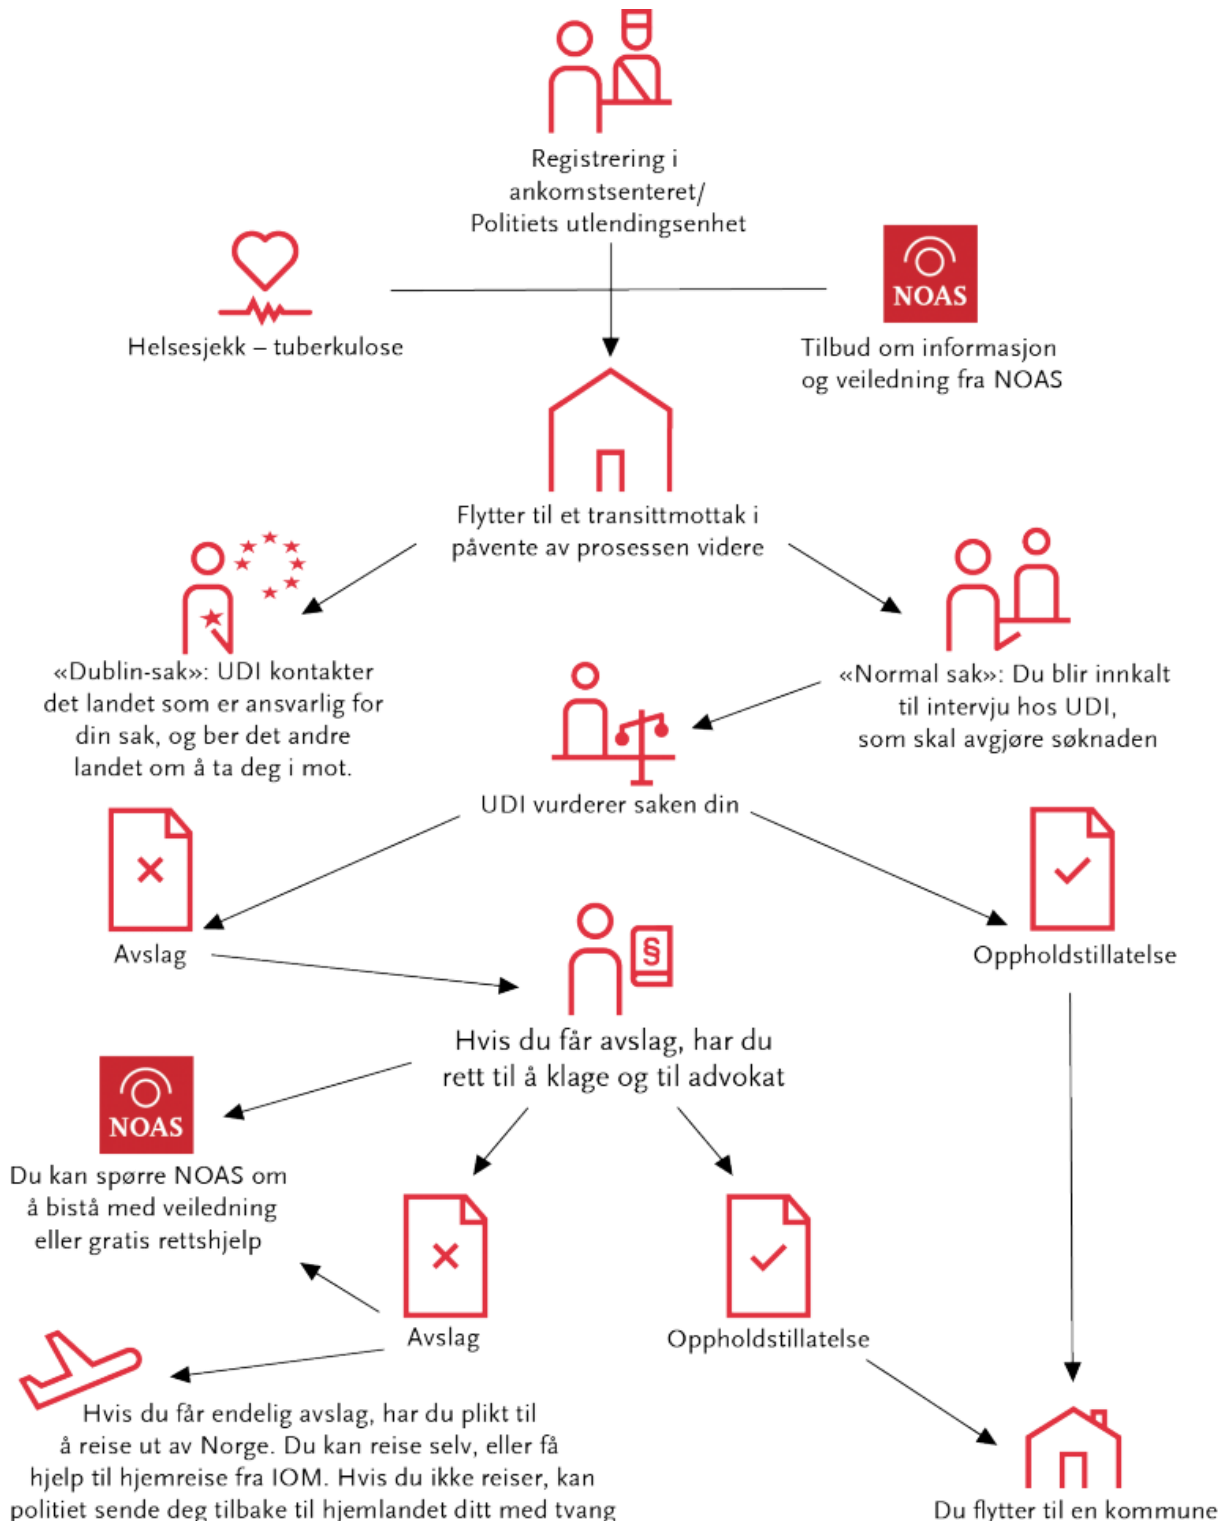 Registrering i
ankomstsenteret/
Politiets utlendingsenhet
Helsesjekk – tuberkulose
NOAS
Tilbud om informasjon
og veiledning fra NOAS
Flytter til et transittmottak i
påvente av prosessen videre
«Dublin-sak»: UDI kontakter
det landet som er ansvarlig for
din sak, og ber det andre
landet om å ta deg i mot.
«Normal sak»: Du blir innkalt
til intervju hos UDI,
som skal avgjøre søknaden
UDI vurderer saken din
Avslag
§
Oppholdstillatelse
Hvis du får avslag, har du
rett til å klage og til advokat
NOAS
Du kan spørre NOAS om
å bistå med veiledning
eller gratis rettshjelp
Avslag
Oppholdstillatelse
Hvis du får endelig avslag, har du plikt til
å reise ut av Norge. Du kan reise selv, eller få
hjelp til hjemreise fra IOM. Hvis du ikke reiser, kan
politiet sende deg tilbake til hjemlandet ditt med tvang
Du flytter til en kommune